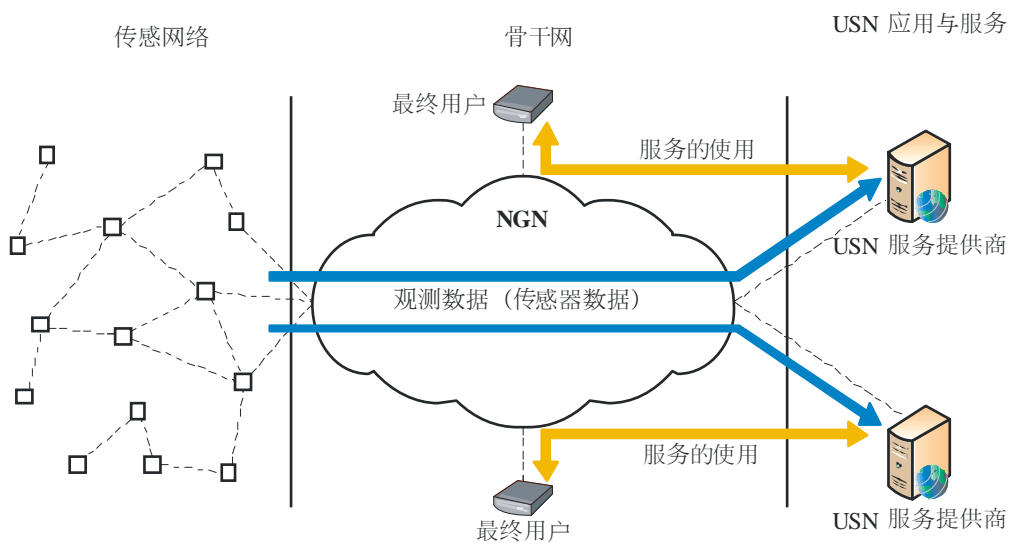 传感网络
骨干网
USN 应用与服务
最终用户
服务的使用
NGN
USN 服务提供商
观测数据（传感器数据）
服务的使用
最终用户
USN 服务提供商